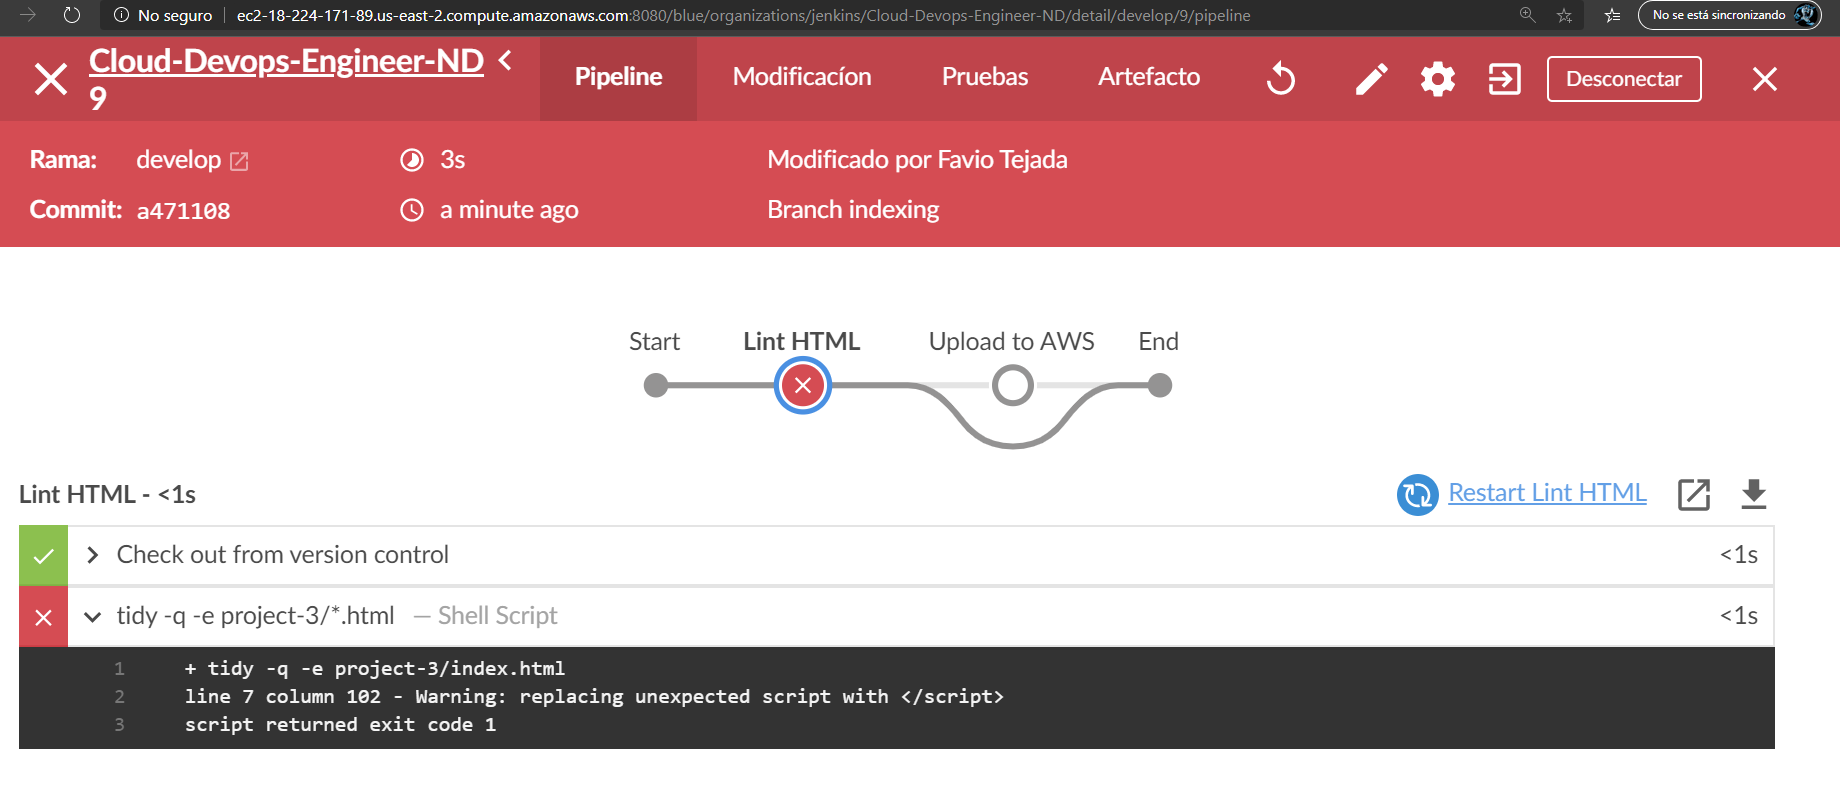 No seguro
ec2-18-224-171-89.us-east-2.compute.amazonaws.com:8080/blue/organizations/jenkins/Cloud-Devops-Engineer-ND/detail/develop/9/pipeline
No se está sincronizando
Cloud-Devops-Engineer-ND
9
Pipeline
Modificacíon
Pruebas
Artefacto
Desconectar
Rama: develop
3s
Modificado por Favio Tejada
Commit: a471108
a minute ago
Branch indexing
Start
Lint HTML
Upload to AWS
End
Lint HTML - <1s
Restart Lint HTML
Check out from version control
<1s
tidy -q -e project-3/*.html — Shell Script
<1s
1 + tidy -q -e project-3/index.html
2 line 7 column 102 - Warning: replacing unexpected script with </script>
3 script returned exit code 1